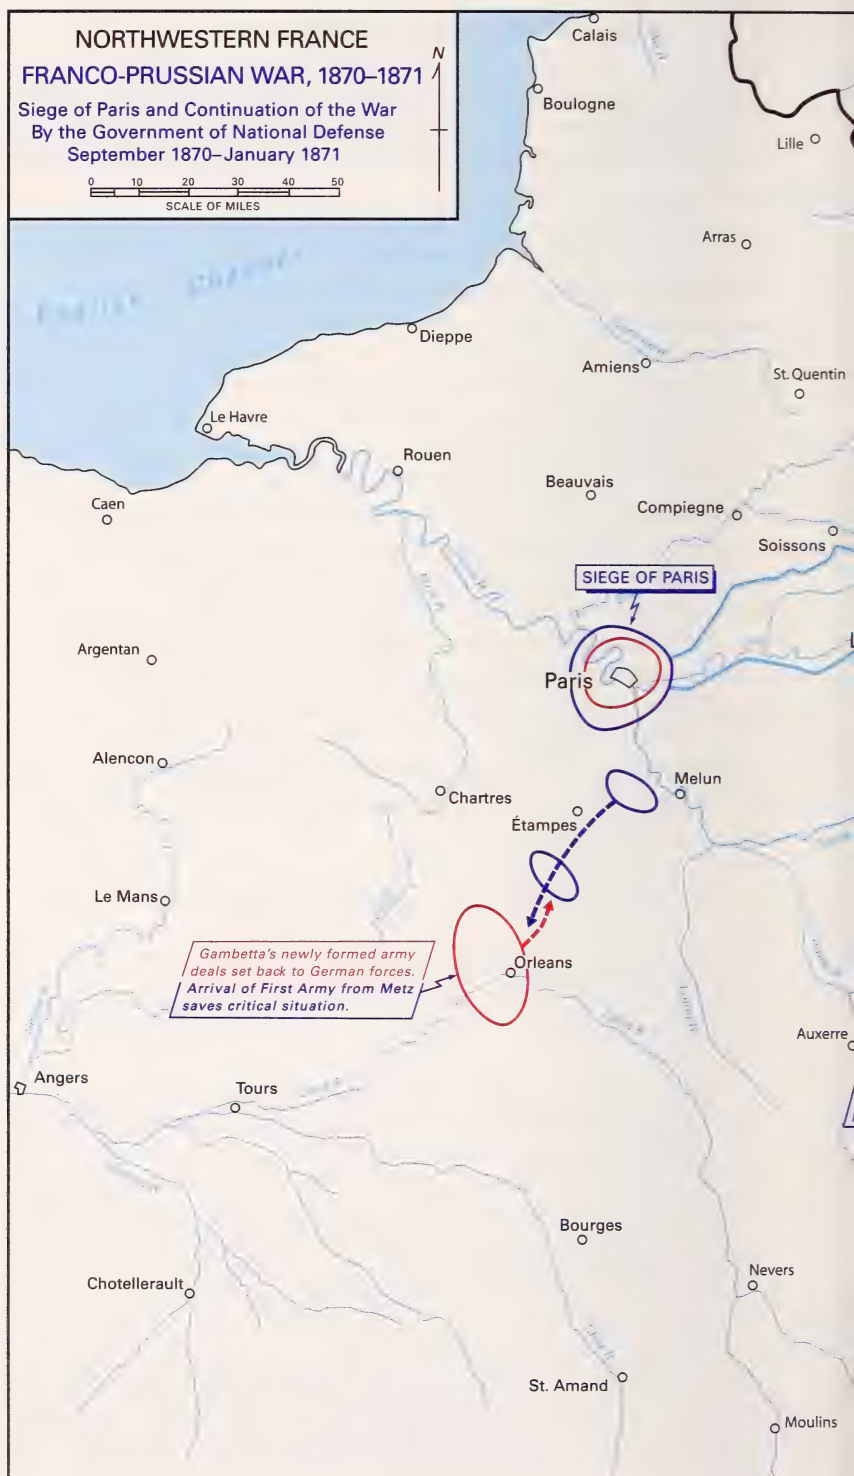 NORTHWESTERN FRANCE
FRANCO-PRUSSIAN WAR, 1870–1871
Siege of Paris and Continuation of the War
By the Government of National Defense
September 1870–January 1871
0 10 20 30 40 50
SCALE OF MILES
N
Calais
Boulogne
Lille
Arras
English Channel
Dieppe
Amiens
St. Quentin
Le Havre
Rouen
Beauvais
Caen
Compiegne
Soissons
SIEGE OF PARIS
Argentan
Paris
Alencon
Melun
Chartres
Étampes
Le Mans
Gambetta's newly formed army
deals set back to German forces.
Arrival of First Army from Metz
saves critical situation.
Orleans
Auxerre
Angers
Tours
Bourges
Nevers
Chotellerault
St. Amand
Moulins